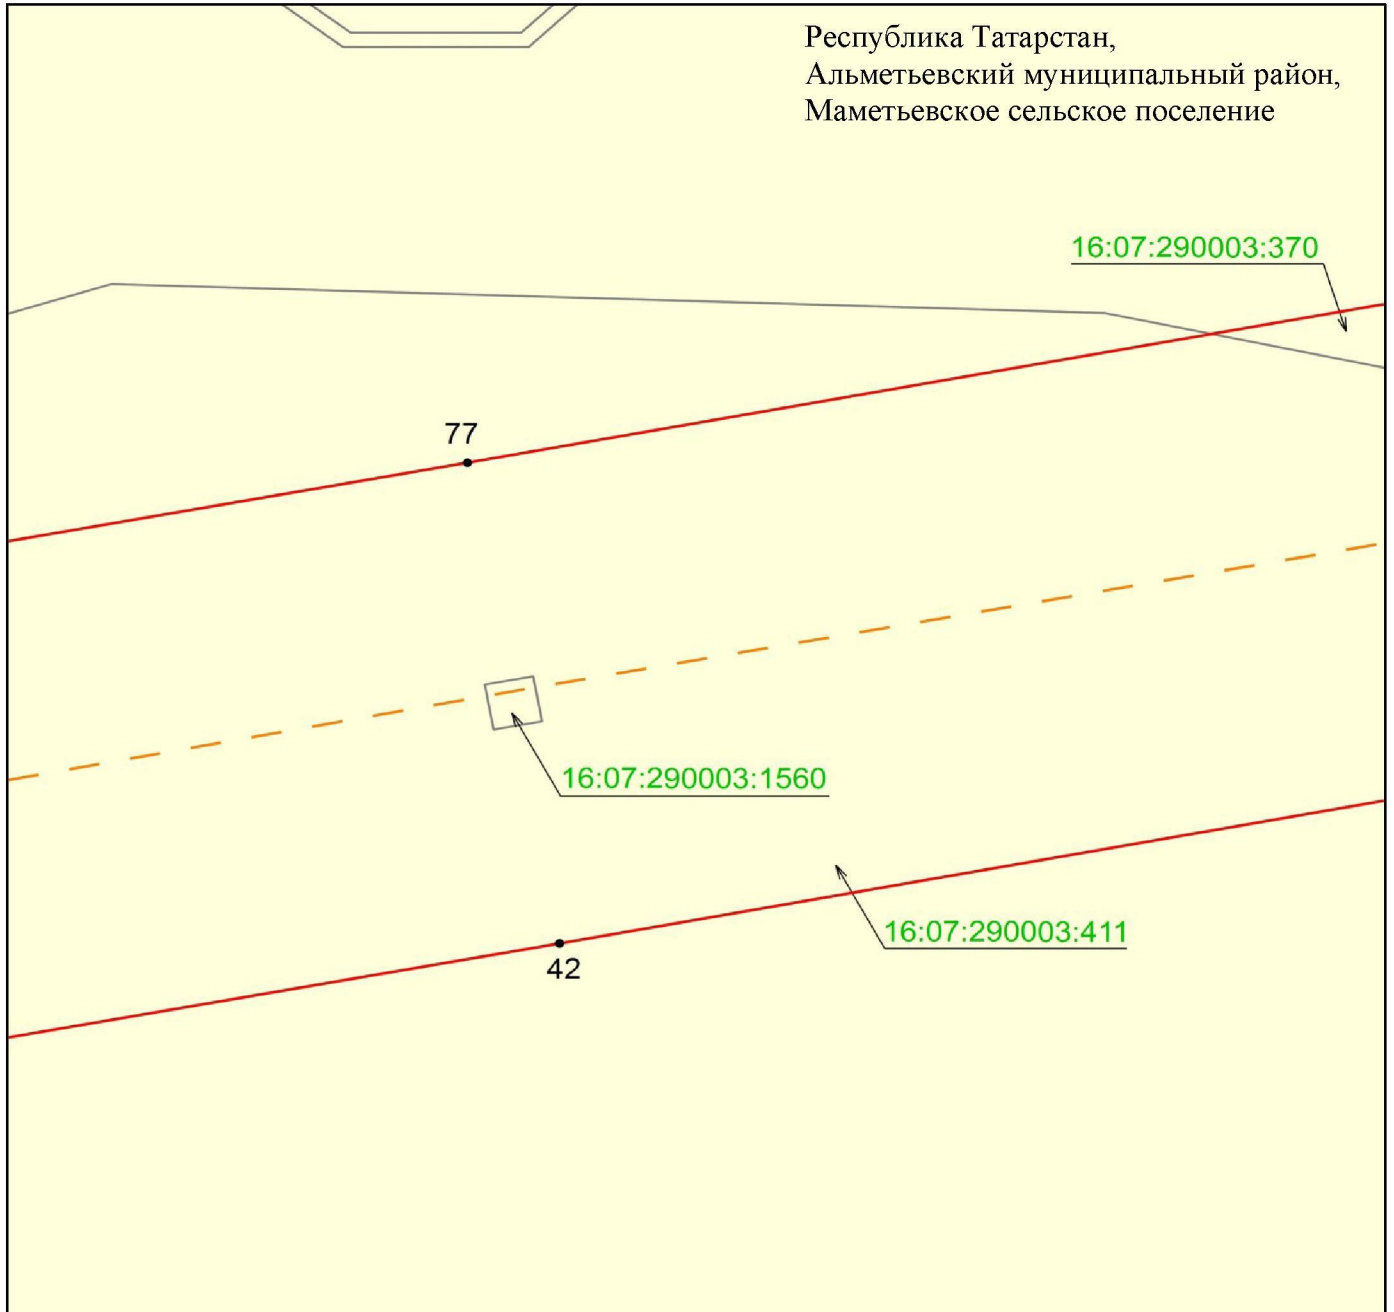 Республика Татарстан,
Альметьевский муниципальный район,
Маметьевское сельское поселение
16:07:290003:370
77
16:07:290003:1560
16:07:290003:411
42